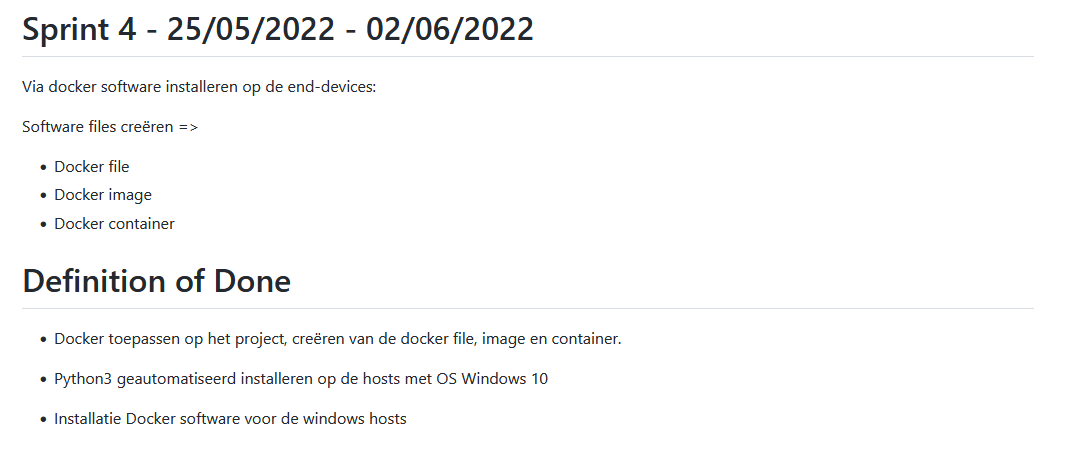 Sprint 4 - 25/05/2022 - 02/06/2022
Via docker software installeren op de end-devices:
Software files creëren =>
• Docker file
• Docker image
• Docker container
Definition of Done
• Docker toepassen op het project, creëren van de docker file, image en container.
• Python3 geautomatiseerd installeren op de hosts met OS Windows 10
• Installatie Docker software voor de windows hosts